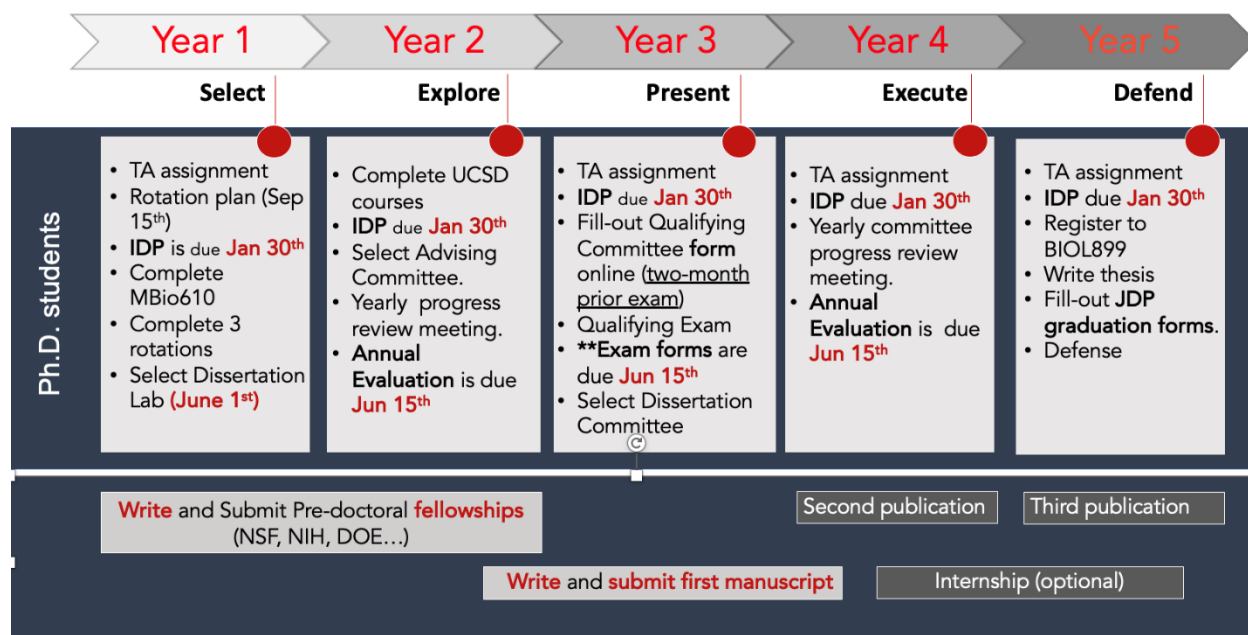 Year 1
Year 2
Year 3
Year 4
Year 5
Select
Explore
Present
Execute
Defend
Ph.D. students
• TA assignment
• Rotation plan (Sep
15th)
• IDP is due Jan 30th
• Complete
MBio610
• Complete 3
rotations
• Select Dissertation
Lab (June 1st)
• Complete UCSD
courses
• IDP due Jan 30th
• Select Advising
Committee.
• Yearly progress
review meeting.
• Annual
Evaluation is due
Jun 15th
• TA assignment
• IDP due Jan 30th
• Fill-out Qualifying
Committee form
online (two-month
prior exam)
• Qualifying Exam
• **Exam forms are
due Jun 15th
• Select Dissertation
Committee
• TA assignment
• IDP due Jan 30th
• Yearly committee
progress review
meeting.
• Annual
Evaluation is due
Jun 15th
• TA assignment
• IDP due Jan 30th
• Register to
BIOL899
• Write thesis
• Fill-out JDP
graduation forms.
• Defense
Write and Submit Pre-doctoral fellowships
(NSF, NIH, DOE...)
Second publication
Third publication
Write and submit first manuscript
Internship (optional)